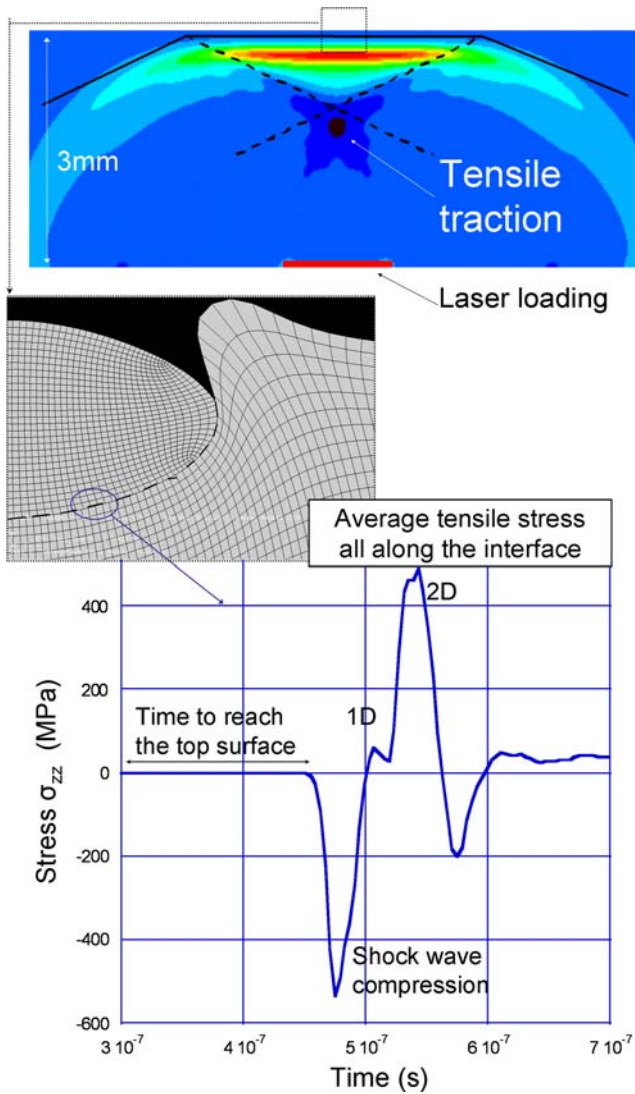 3mm
Tensile
traction
Laser loading
Average tensile stress
all along the interface
400
200
0
-200
-400
-600
Stress σzz (MPa)
Time to reach
the top surface
1D
2D
Shock wave
compression
3 10-7
4 10-7
5 10-7
6 10-7
7 10-7
Time (s)